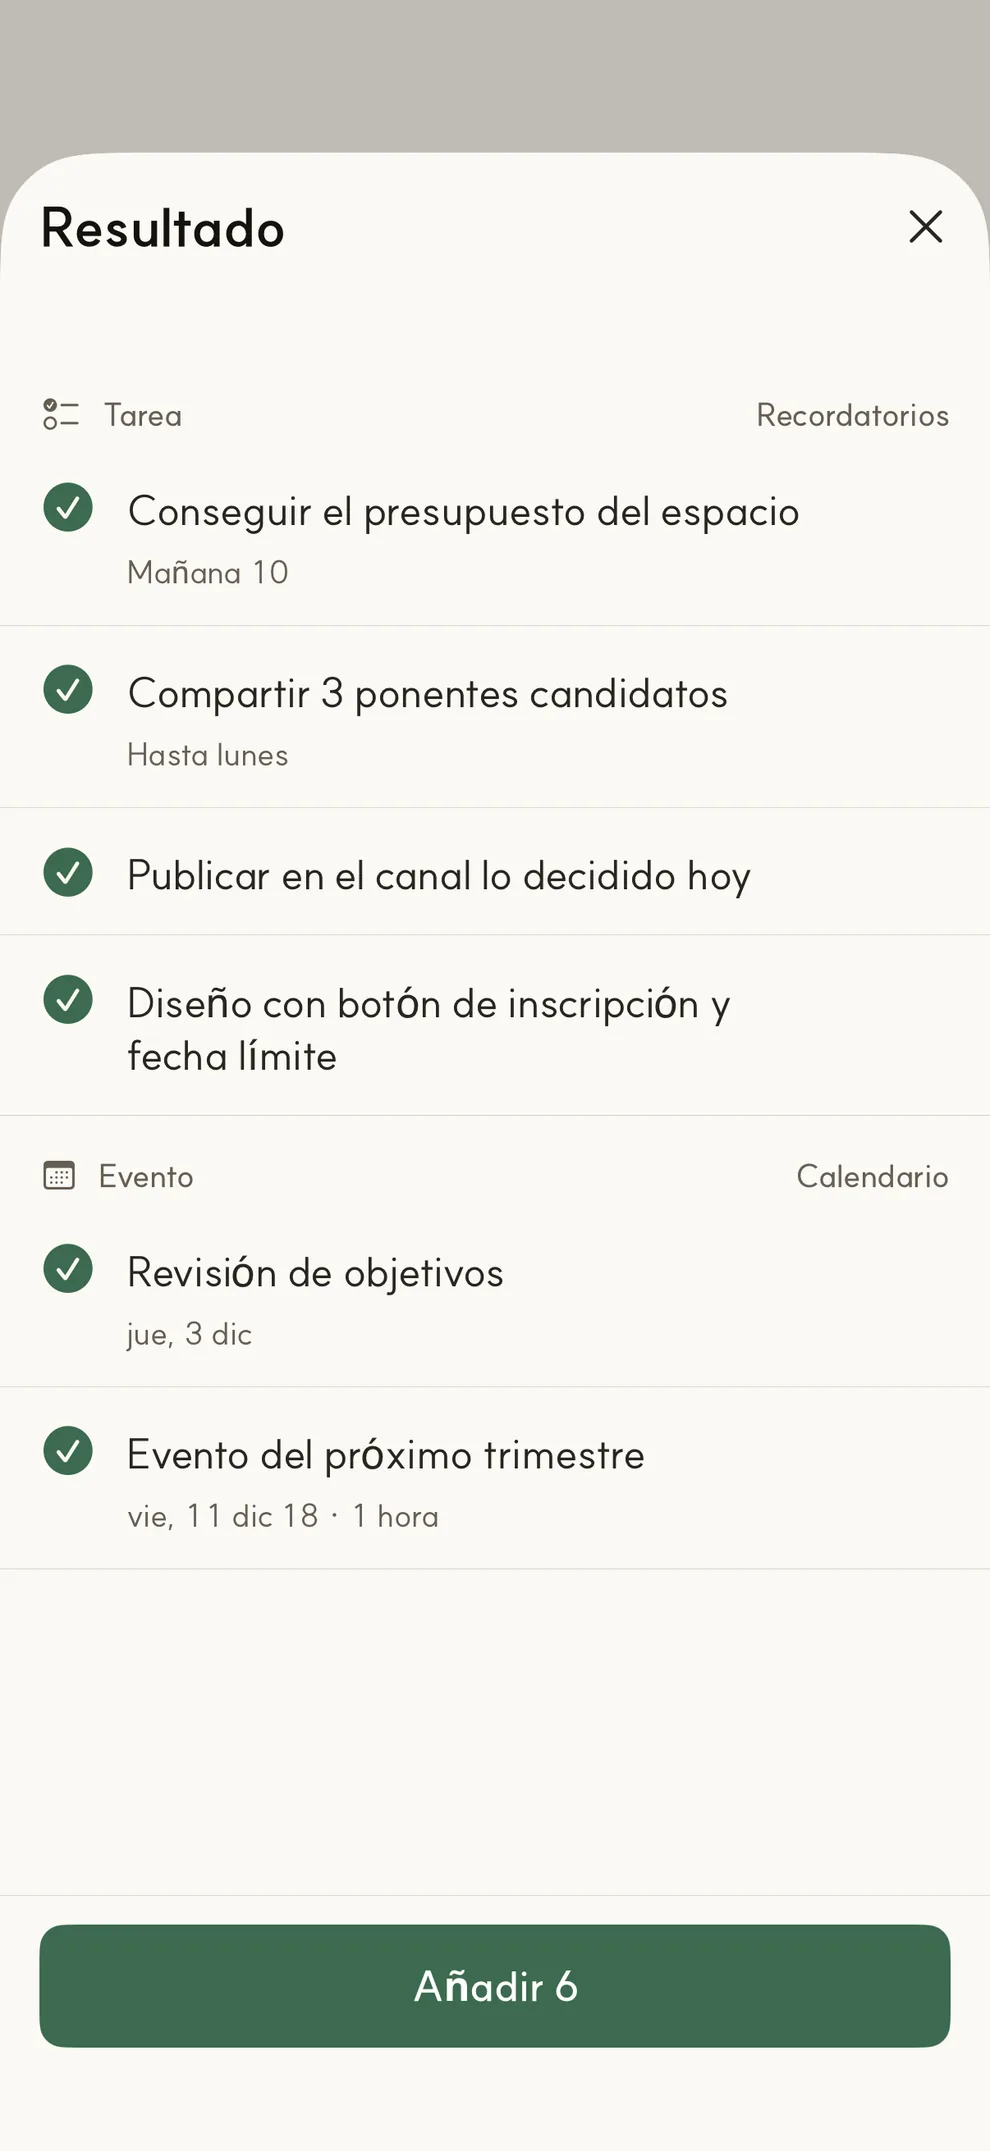 Resultado
Tarea
Recordatorios
Conseguir el presupuesto del espacio
Mañana 10
Compartir 3 ponentes candidatos
Hasta lunes
Publicar en el canal lo decidido hoy
Diseño con botón de inscripción y
fecha límite
Evento
Calendario
Revisión de objetivos
jue, 3 dic
Evento del próximo trimestre
vie, 11 dic 18 · 1 hora
Añadir 6